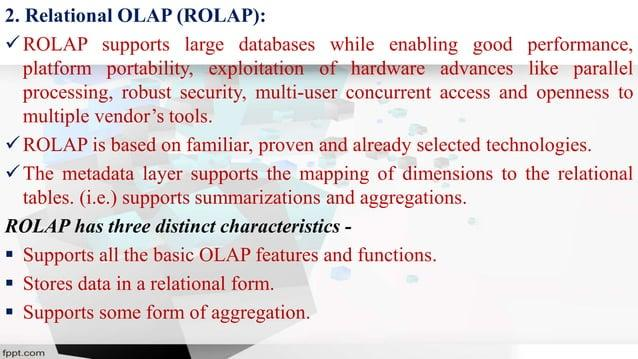 2. Relational OLAP (ROLAP):
✓ROLAP supports large databases while enabling good performance,
platform portability, exploitation of hardware advances like parallel
processing, robust security, multi-user concurrent access and openness to
multiple vendor’s tools.
✓ROLAP is based on familiar, proven and already selected technologies.
✓The metadata layer supports the mapping of dimensions to the relational
tables. (i.e.) supports summarizations and aggregations.
ROLAP has three distinct characteristics -
▪ Supports all the basic OLAP features and functions.
▪ Stores data in a relational form.
▪ Supports some form of aggregation.
fppt.com